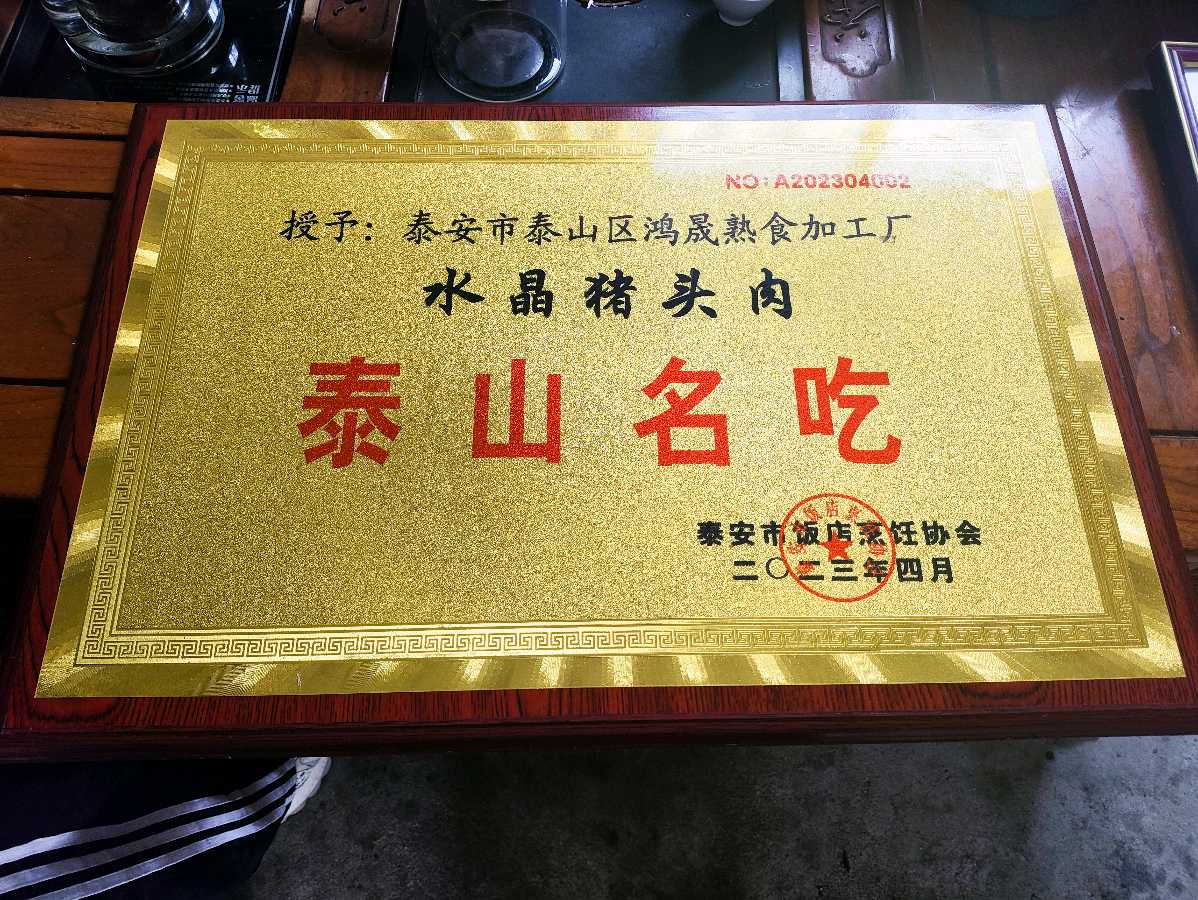 NO:A202304002
授予：泰安市泰山区鸿晟熟食加工厂
水晶猪头肉
泰山名吃
泰安市饭店烹饪协会
二〇二三年四月